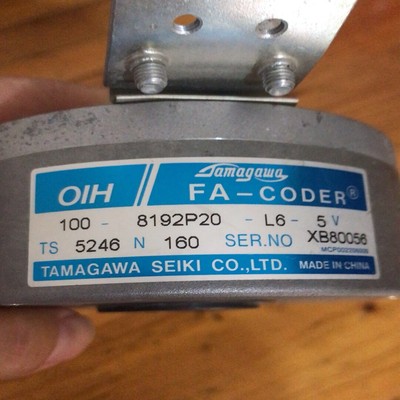 OIH Tamagawa
FA-CODER®
100 - 8192P20 - L6 - 5 V
TS 5246 N 160 SER.NO XB80056
TAMAGAWA SEIKI CO.,LTD. MADE IN CHINA